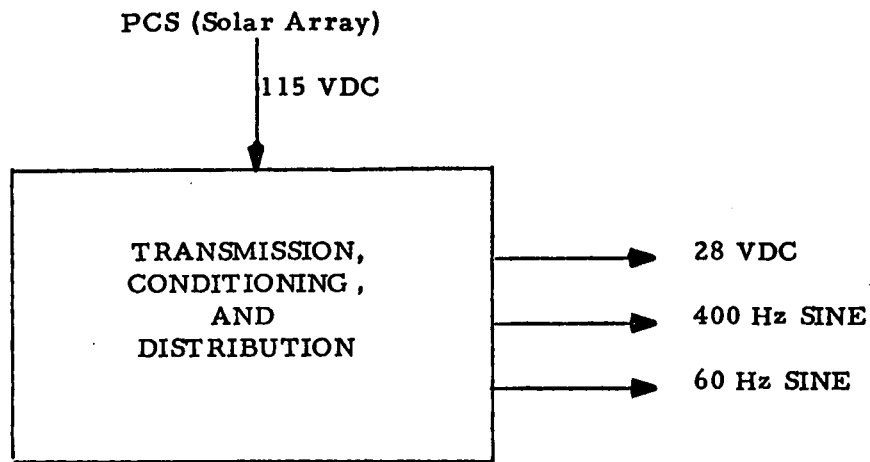 PCS (Solar Array)
115 VDC
TRANSMISSION,
CONDITIONING,
AND
DISTRIBUTION
28 VDC
400 Hz SINE
60 Hz SINE